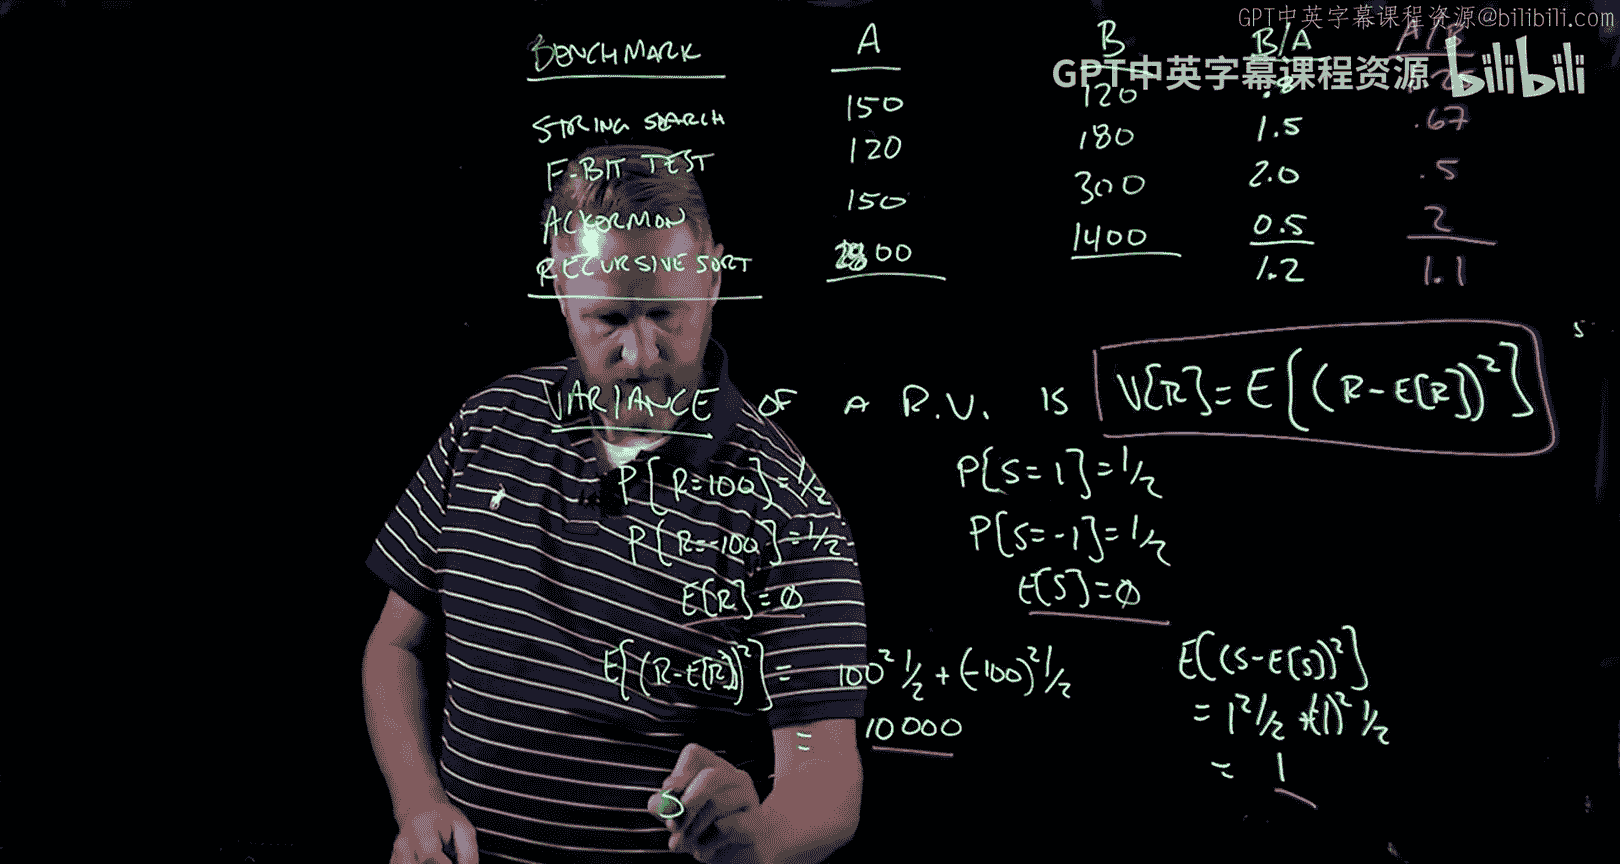 GPT中英字幕课程资源@bilibili.com
GPT中英字幕课程资源 bilibili
BENCHMARK A B B/A A/B
STRING SEARCH 150 120 .8
F-BIT TEST 120 180 1.5 .67
ACKERMON 150 300 2.0 .5
RECURSIVE SORT 2800 1400 0.5 2
1.2 1.1
VARIANCE OF A R.V. IS V[R]=E[(R-E[R])²]
P[R=100]=1/2 P[S=1]=1/2
P[R=-100]=1/2 P[S=-1]=1/2
E[R]=0 E[S]=0
E[(R-E[R])²] = 100² 1/2 + (-100)² 1/2 E[(S-E[S])²]
= 10000 = 1² 1/2 + (-1)² 1/2
= 1